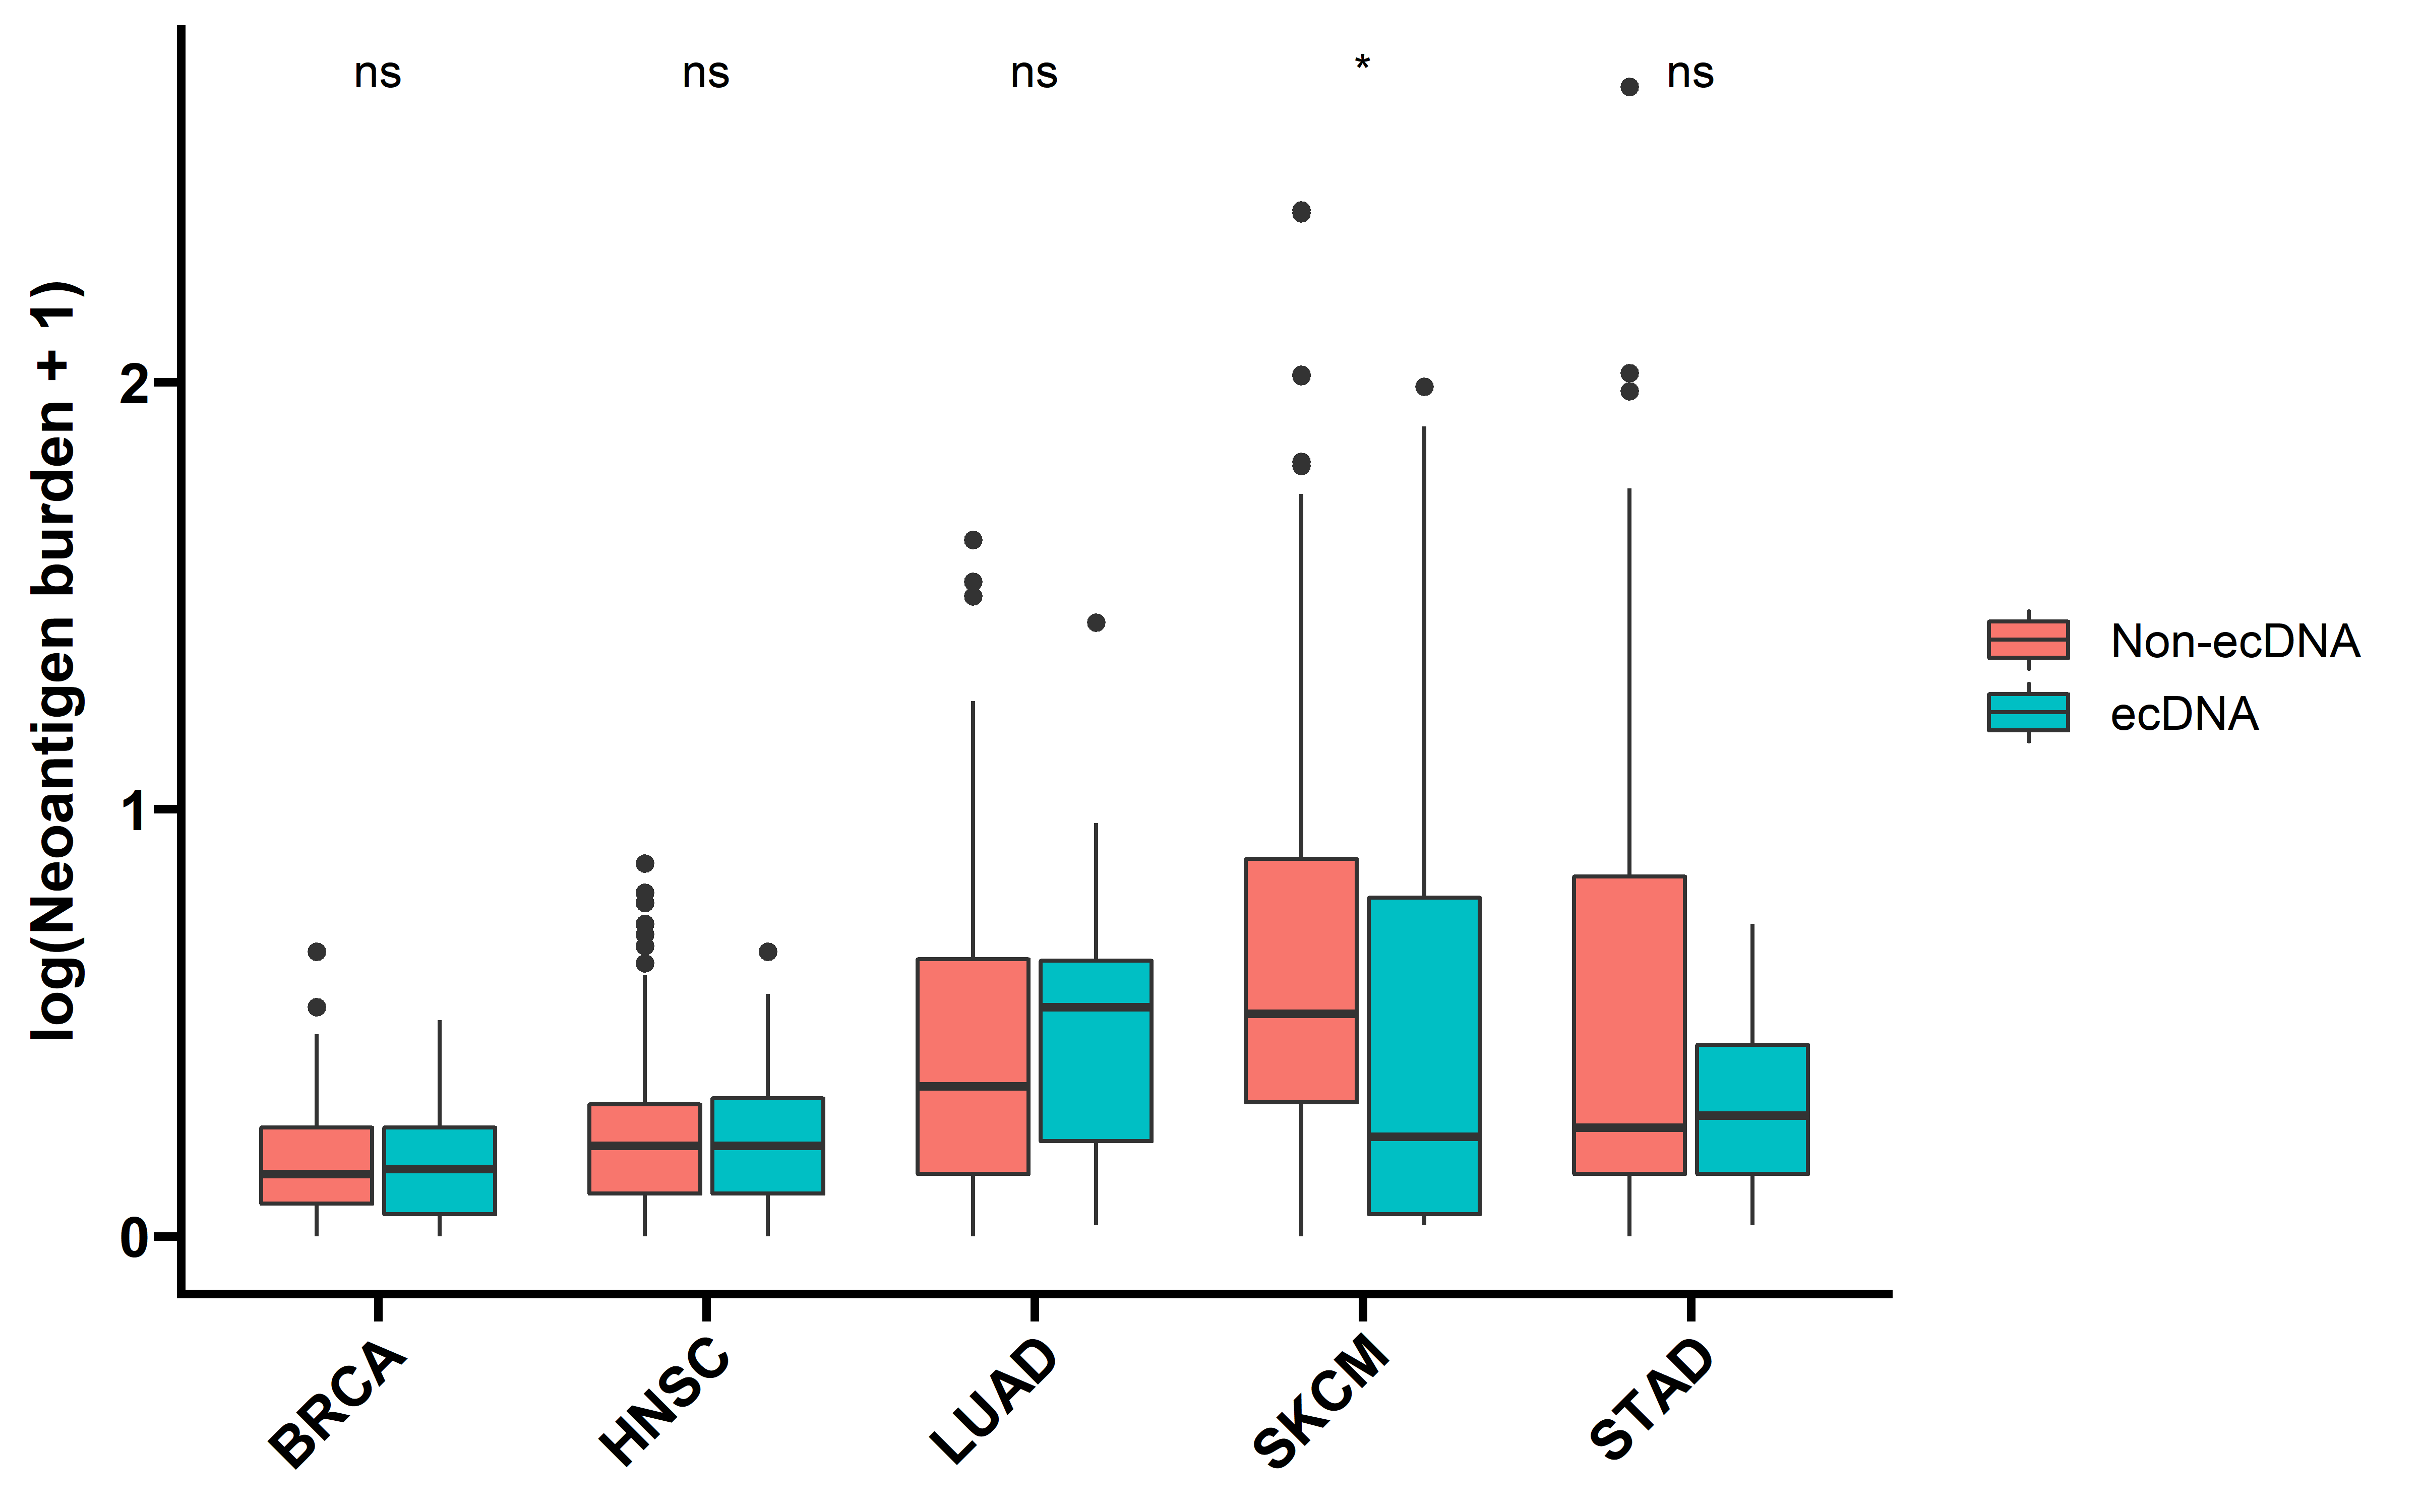 ns ns ns * ns
log(Neoantigen burden + 1)
2
1
0
BRCA HNSC LUAD SKCM STAD
Non-ecDNA
ecDNA